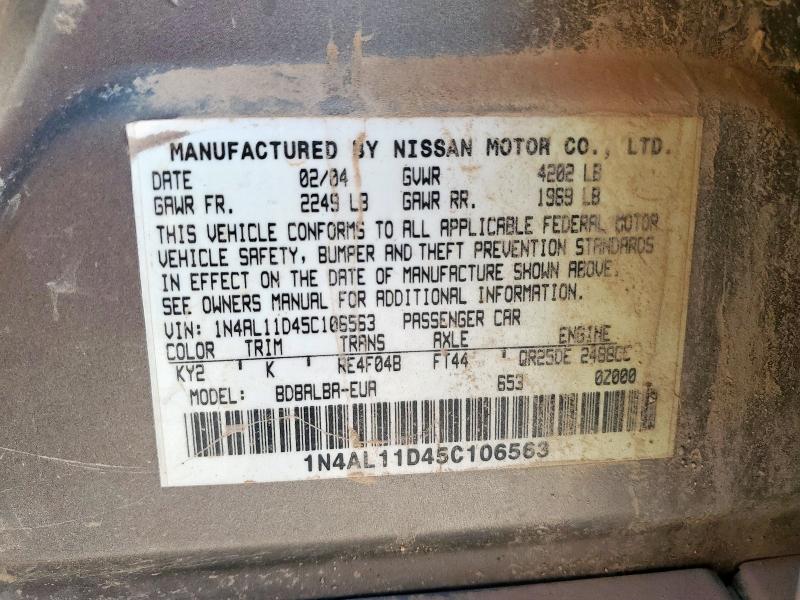 MANUFACTURED BY NISSAN MOTOR CO., LTD.
DATE 02/04 GVWR 4202 LB
GAWR FR. 2249 LB GAWR RR. 1969 LB
THIS VEHICLE CONFORMS TO ALL APPLICABLE FEDERAL MOTOR
VEHICLE SAFETY, BUMPER AND THEFT PREVENTION STANDARDS
IN EFFECT ON THE DATE OF MANUFACTURE SHOWN ABOVE.
SEE OWNERS MANUAL FOR ADDITIONAL INFORMATION.
VIN: 1N4AL11D45C106563 PASSENGER CAR
COLOR TRIM TRANS AXLE ENGINE
KY2 K RE4F04B FT44 QR25DE 2488CC
MODEL: BDBALBA-EUA 653 0Z000
1N4AL11D45C106563